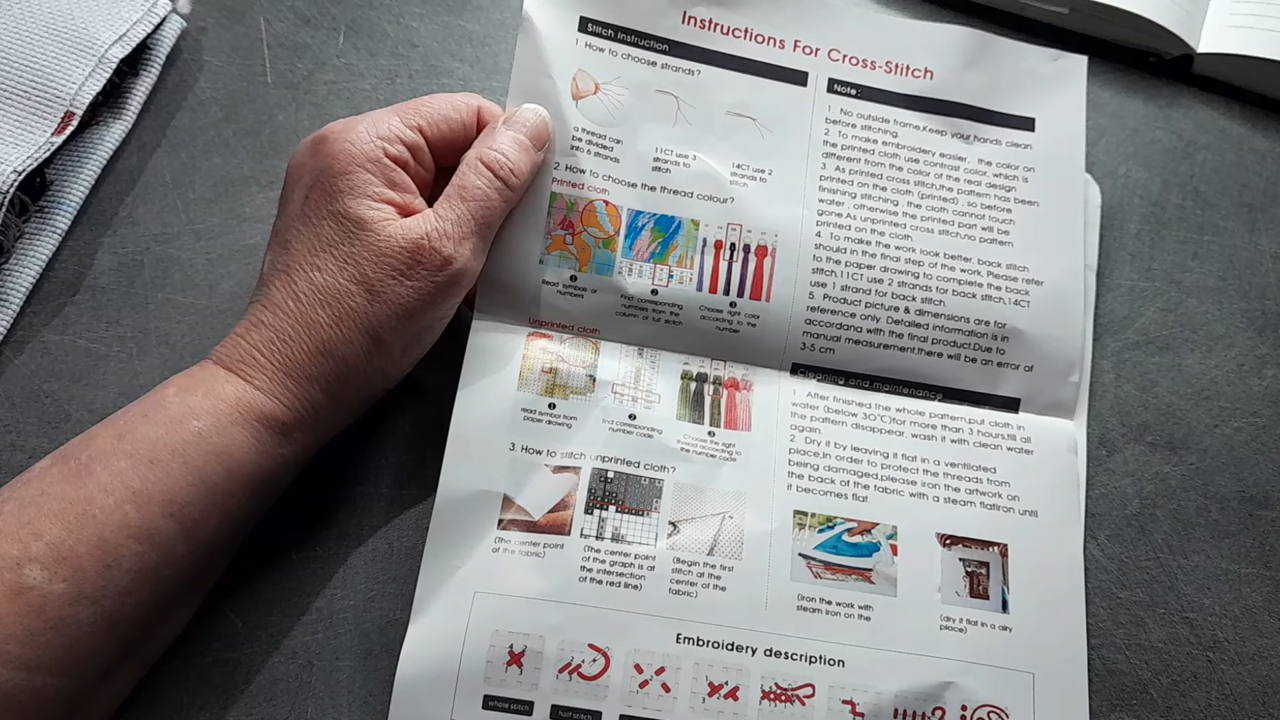 Instructions For Cross-Stitch
Stitch Instruction
1. How to choose strands?
a thread can
be divided
into 6 strands
11CT use 3
strands to
stitch
14CT use 2
strands to
stitch
2. How to choose the thread colour?
Printed cloth
1
Read symbols or
numbers
2
Find corresponding
numbers from the
column of full stitch
3
Choose right color
according to the
number
Unprinted cloth
1
read symbol from
paper drawing
2
find corresponding
number code
3
Choose the right
thread according to
the number code
3. How to stitch unprinted cloth?
(The center point
of the fabric)
(The center point
of the graph is at
the intersection
of the red line)
(Begin the first
stitch at the
center of the
fabric)
Note:
1. No outside frame,Keep your hands clean
before stitching.
2. To make embroidery easier, the color on
the printed cloth use contrast color, which is
different from the color of the real design
3. As printed cross stitch,the pattern has been
printed on the cloth (printed) , so before
finishing stitching , the cloth cannot touch
water , otherwise the printed part will be
gone.As unprinted cross stitch,no pattern
printed on the cloth.
4. To make the work look better, back stitch
should in the final step of the work, Please refer
to the paper drawing to complete the back
stitch.11CT use 2 strands for back stitch,14CT
use 1 strand for back stitch.
5. Product picture & dimensions are for
reference only. Detailed information is in
accordana with the final product.Due to
manual measurement,there will be an error of
3-5 cm
Cleaning and maintenance
1. After finished the whole pattern,put cloth in
water (below 30℃)for more than 3 hours,till all
the pattern disappear, wash it with clean water
again.
2. Dry it by leaving it flat in a ventilated
place,In order to protect the threads from
being damaged,please iron the artwork on
the back of the fabric with a steam flatiron until
it becomes flat.
(Iron the work with
steam iron on the
(dry it flat in a airy
place)
Embroidery description
whole stitch
half stitch